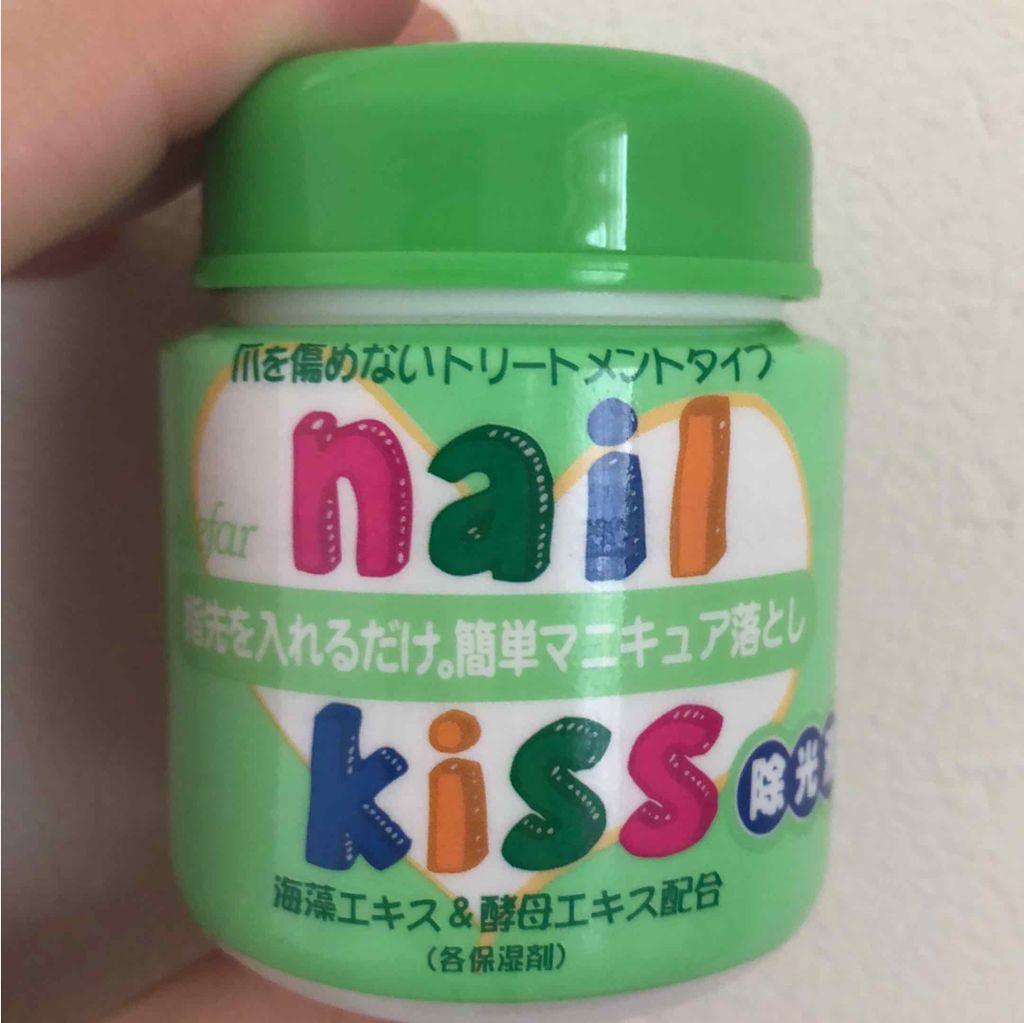 爪を傷めないトリートメントタイプ
nail
指先を入れるだけ。簡単マニキュア落とし
kiss
除光
海藻エキス&酵母エキス配合
(各保湿剤)